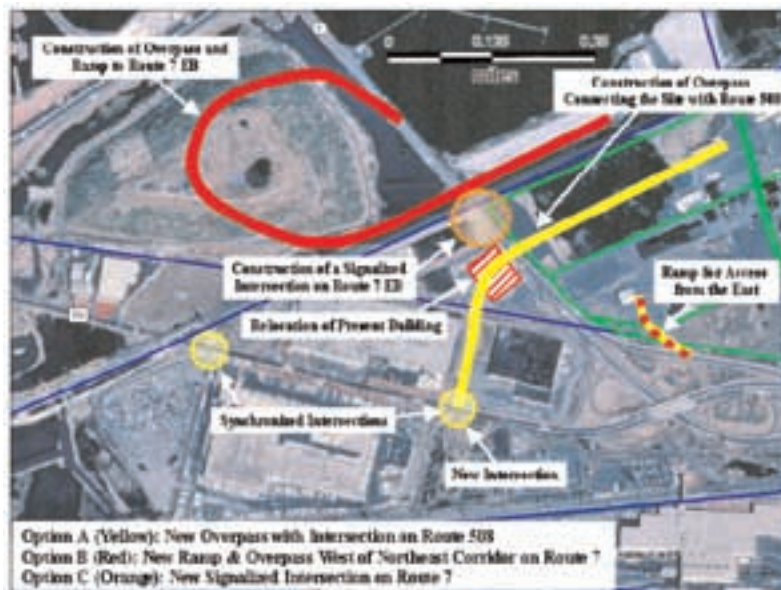 Construction of Overpass and
Ramp to Route 7 EB
0
0.30
miles
Construction of Overpass
Connecting the Site with Route 508
Construction of a Signalized
Intersection on Route 7 EB
Relocation of Present Building
Ramp for Access
from the East
Synchronized Intersections
New Intersection
Option A (Yellow): New Overpass with Intersection on Route 508
Option B (Red): New Ramp & Overpass West of Northeast Corridor on Route 7
Option C (Orange): New Signalized Intersection on Route 7